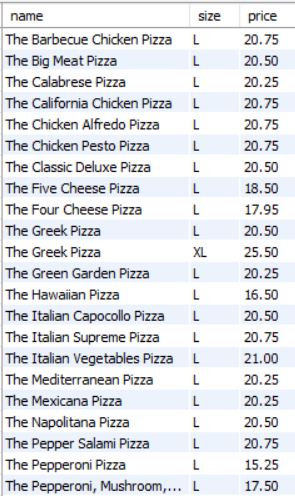 name size price
The Barbecue Chicken Pizza L 20.75
The Big Meat Pizza L 20.50
The Calabrese Pizza L 20.25
The California Chicken Pizza L 20.75
The Chicken Alfredo Pizza L 20.75
The Chicken Pesto Pizza L 20.75
The Classic Deluxe Pizza L 20.50
The Five Cheese Pizza L 18.50
The Four Cheese Pizza L 17.95
The Greek Pizza L 20.50
The Greek Pizza XL 25.50
The Green Garden Pizza L 20.25
The Hawaiian Pizza L 16.50
The Italian Capocollo Pizza L 20.50
The Italian Supreme Pizza L 20.75
The Italian Vegetables Pizza L 21.00
The Mediterranean Pizza L 20.25
The Mexicana Pizza L 20.25
The Napolitana Pizza L 20.50
The Pepper Salami Pizza L 20.75
The Pepperoni Pizza L 15.25
The Pepperoni, Mushroom,... L 17.50